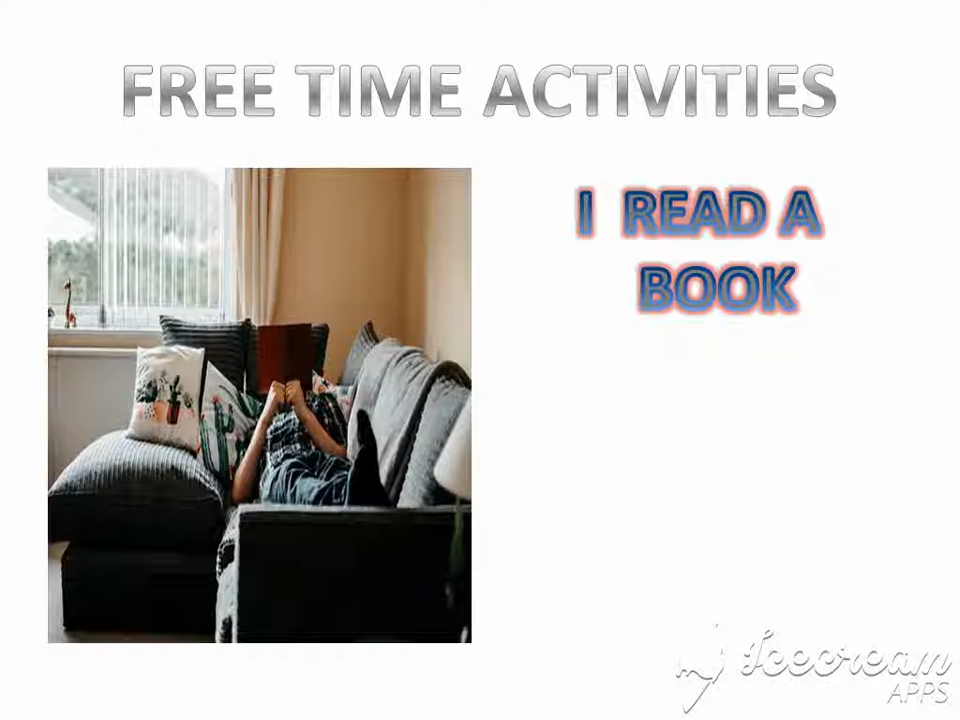 FREE TIME ACTIVITIES
I READ A
BOOK
Icecream
APPS